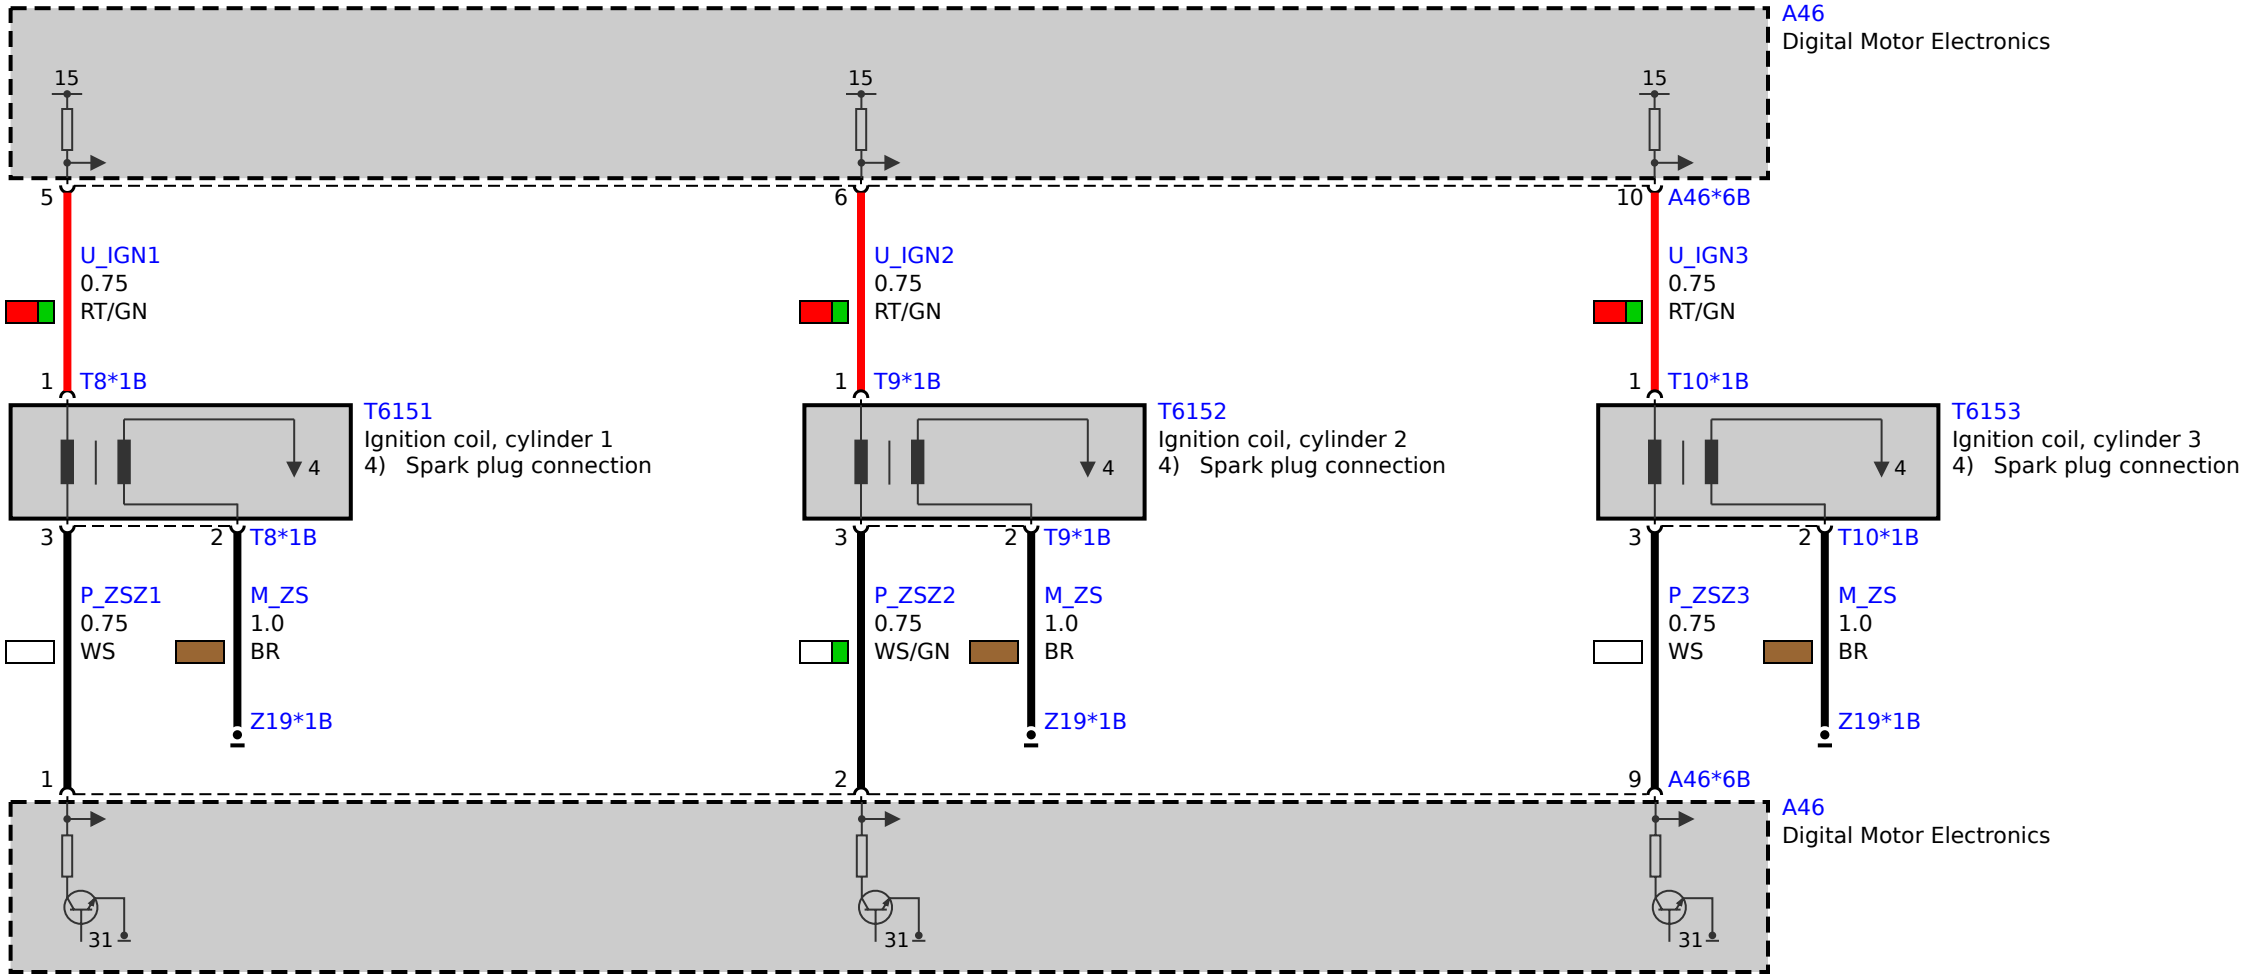 A46
Digital Motor Electronics
15 15 15
5 6 10 A46*6B
U_IGN1 U_IGN2 U_IGN3
0.75 0.75 0.75
RT/GN RT/GN RT/GN
1 T8*1B 1 T9*1B 1 T10*1B
T6151 T6152 T6153
Ignition coil, cylinder 1 Ignition coil, cylinder 2 Ignition coil, cylinder 3
4 4) Spark plug connection 4 4) Spark plug connection 4 4) Spark plug connection
3 2 T8*1B 3 2 T9*1B 3 2 T10*1B
P_ZSZ1 M_ZS P_ZSZ2 M_ZS P_ZSZ3 M_ZS
0.75 1.0 0.75 1.0 0.75 1.0
WS BR WS/GN BR WS BR
Z19*1B Z19*1B Z19*1B
1 2 9 A46*6B
A46
Digital Motor Electronics
31 31 31